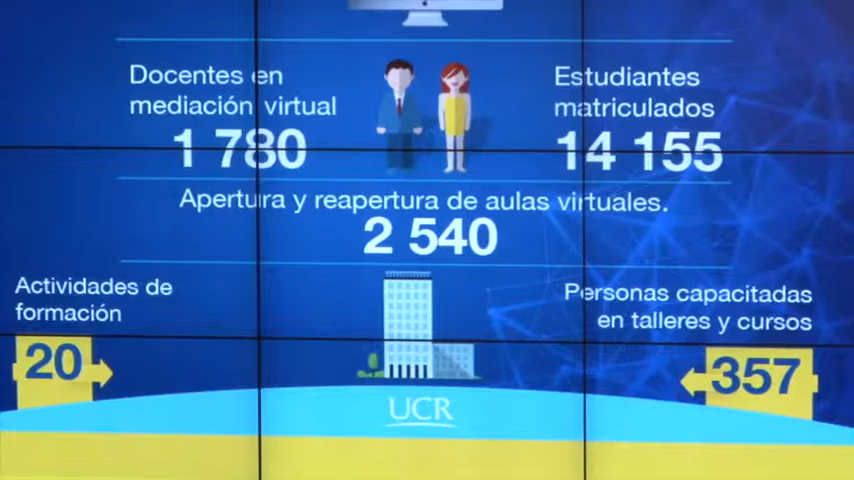 Docentes en
mediación virtual
1 780
Estudiantes
matriculados
14 155
Apertura y reapertura de aulas virtuales.
2 540
Actividades de
formación
20
Personas capacitadas
en talleres y cursos
357
UCR